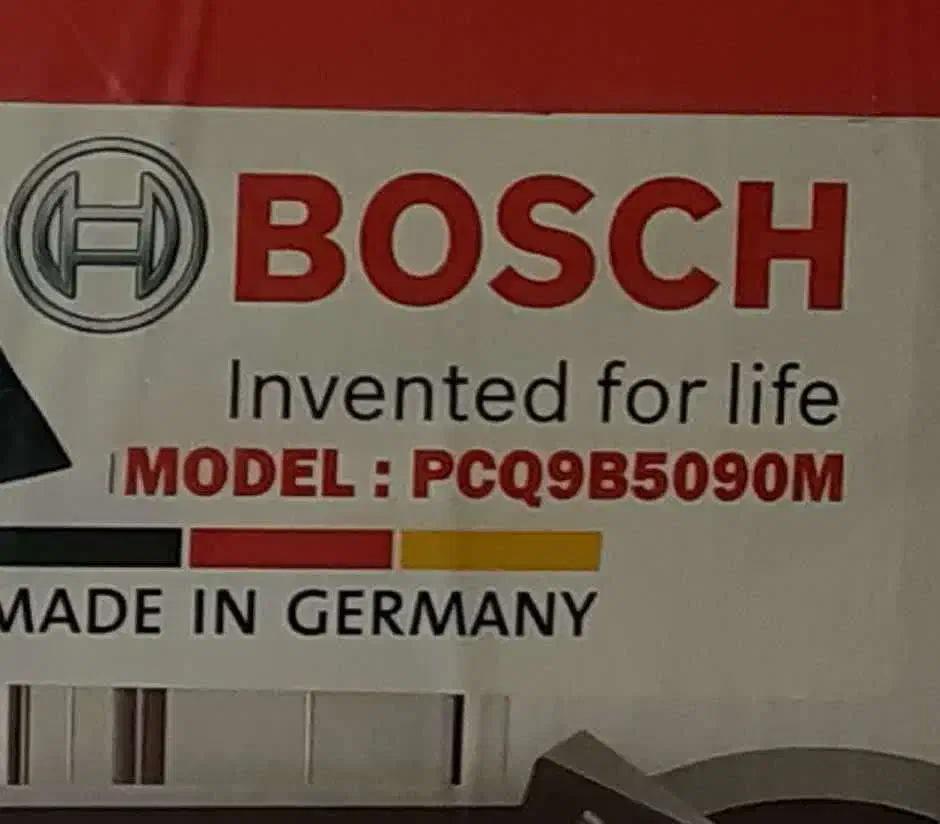 BOSCH
Invented for life
MODEL : PCQ9B5090M
MADE IN GERMANY